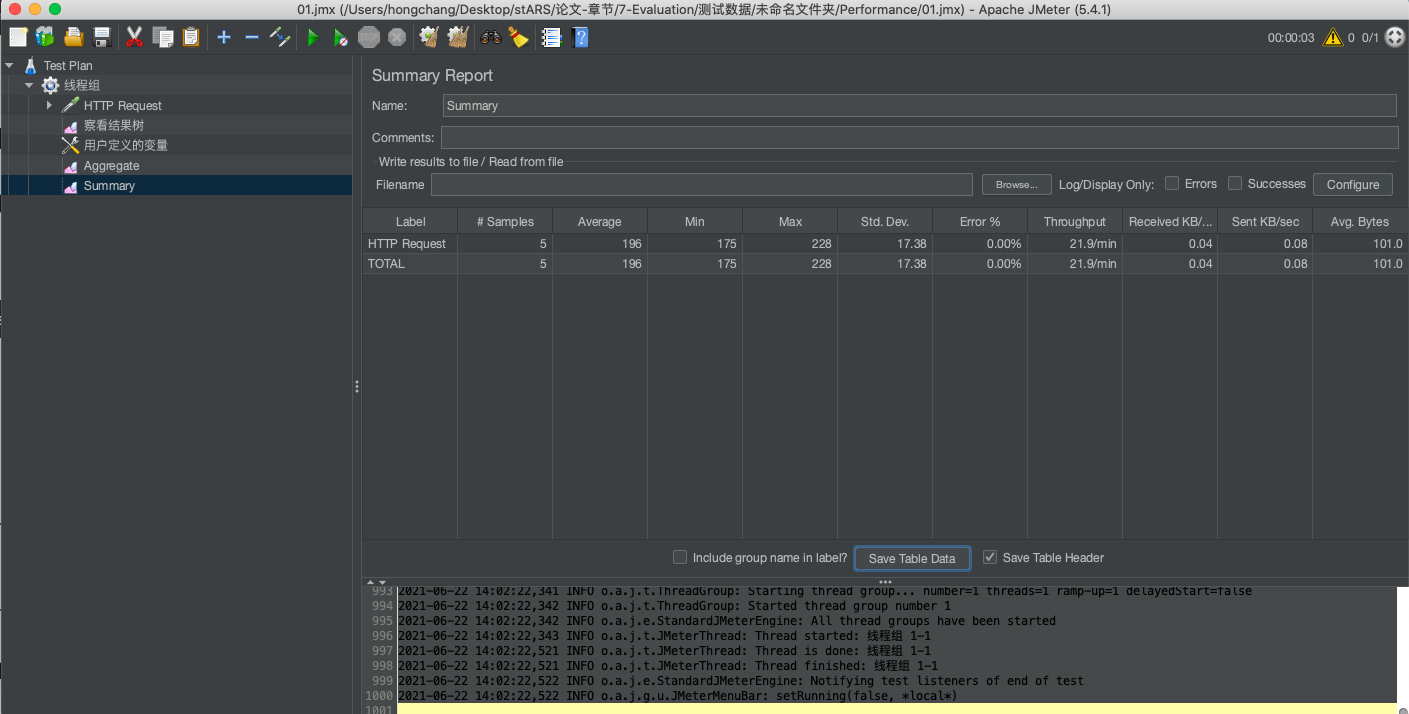 01.jmx (/Users/hongchang/Desktop/stARS/论文-章节/7-Evaluation/测试数据/未命名文件夹/Performance/01.jmx) - Apache JMeter (5.4.1)
STOP 00:00:03 0 0/1
Test Plan
线程组
HTTP Request
察看结果树
用户定义的变量
Aggregate
Summary
Summary Report
Name: Summary
Comments:
Write results to file / Read from file
Filename Browse... Log/Display Only: Errors Successes Configure
Label # Samples Average Min Max Std. Dev. Error % Throughput Received KB/... Sent KB/sec Avg. Bytes
HTTP Request 5 196 175 228 17.38 0.00% 21.9/min 0.04 0.08 101.0
TOTAL 5 196 175 228 17.38 0.00% 21.9/min 0.04 0.08 101.0
Include group name in label? Save Table Data Save Table Header
993 2021-06-22 14:02:22,341 INFO o.a.j.t.ThreadGroup: Starting thread group... number=1 threads=1 ramp-up=1 delayedStart=false
994 2021-06-22 14:02:22,342 INFO o.a.j.t.ThreadGroup: Started thread group number 1
995 2021-06-22 14:02:22,342 INFO o.a.j.e.StandardJMeterEngine: All thread groups have been started
996 2021-06-22 14:02:22,343 INFO o.a.j.t.JMeterThread: Thread started: 线程组 1-1
997 2021-06-22 14:02:22,521 INFO o.a.j.t.JMeterThread: Thread is done: 线程组 1-1
998 2021-06-22 14:02:22,521 INFO o.a.j.t.JMeterThread: Thread finished: 线程组 1-1
999 2021-06-22 14:02:22,522 INFO o.a.j.e.StandardJMeterEngine: Notifying test listeners of end of test
1000 2021-06-22 14:02:22,522 INFO o.a.j.g.u.JMeterMenuBar: setRunning(false, *local*)
1001